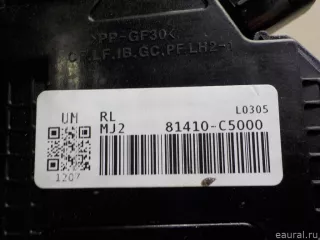 >PP-GF30<
UM RL L0305
MJ2 81410-C5000
1207
© eaural.ru